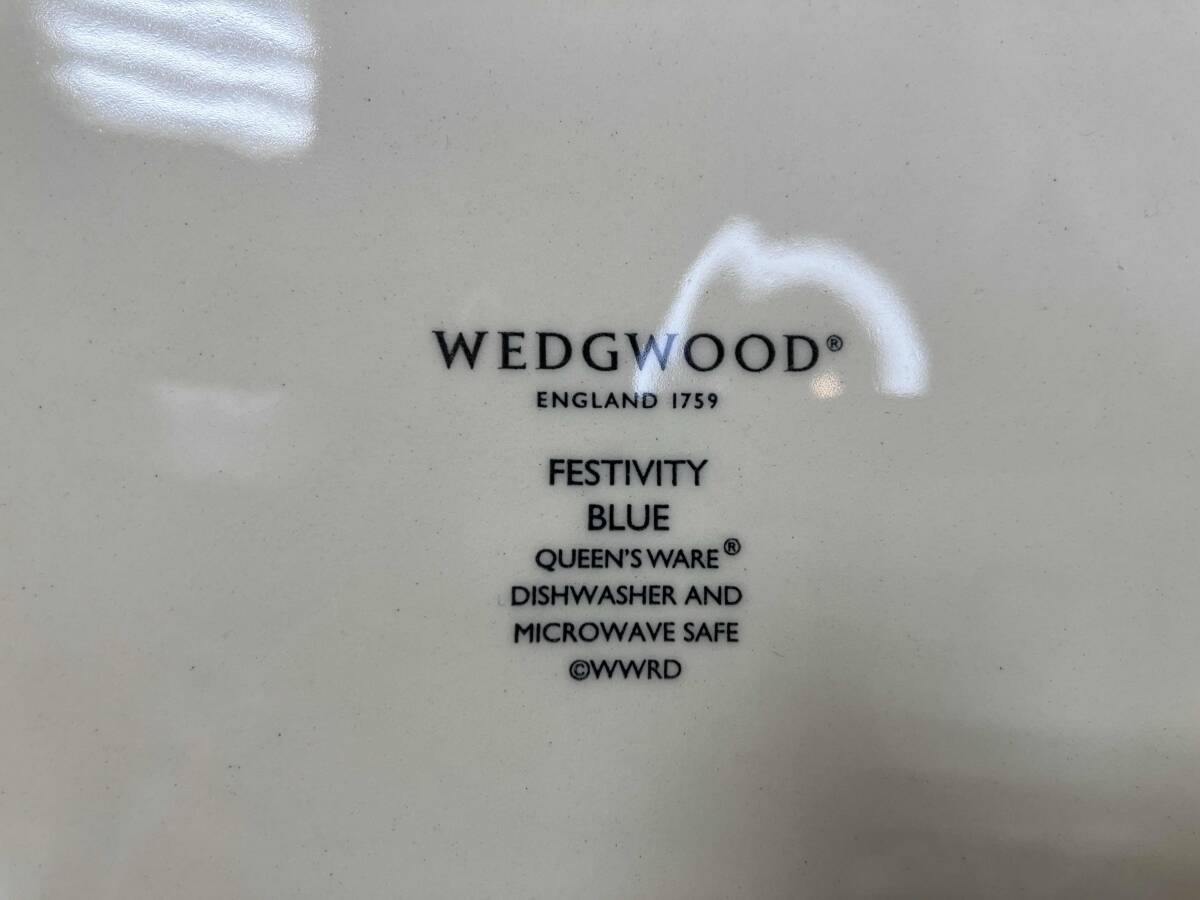 WEDGWOOD®
ENGLAND 1759
FESTIVITY
BLUE
QUEEN'S WARE®
DISHWASHER AND
MICROWAVE SAFE
©WWRD